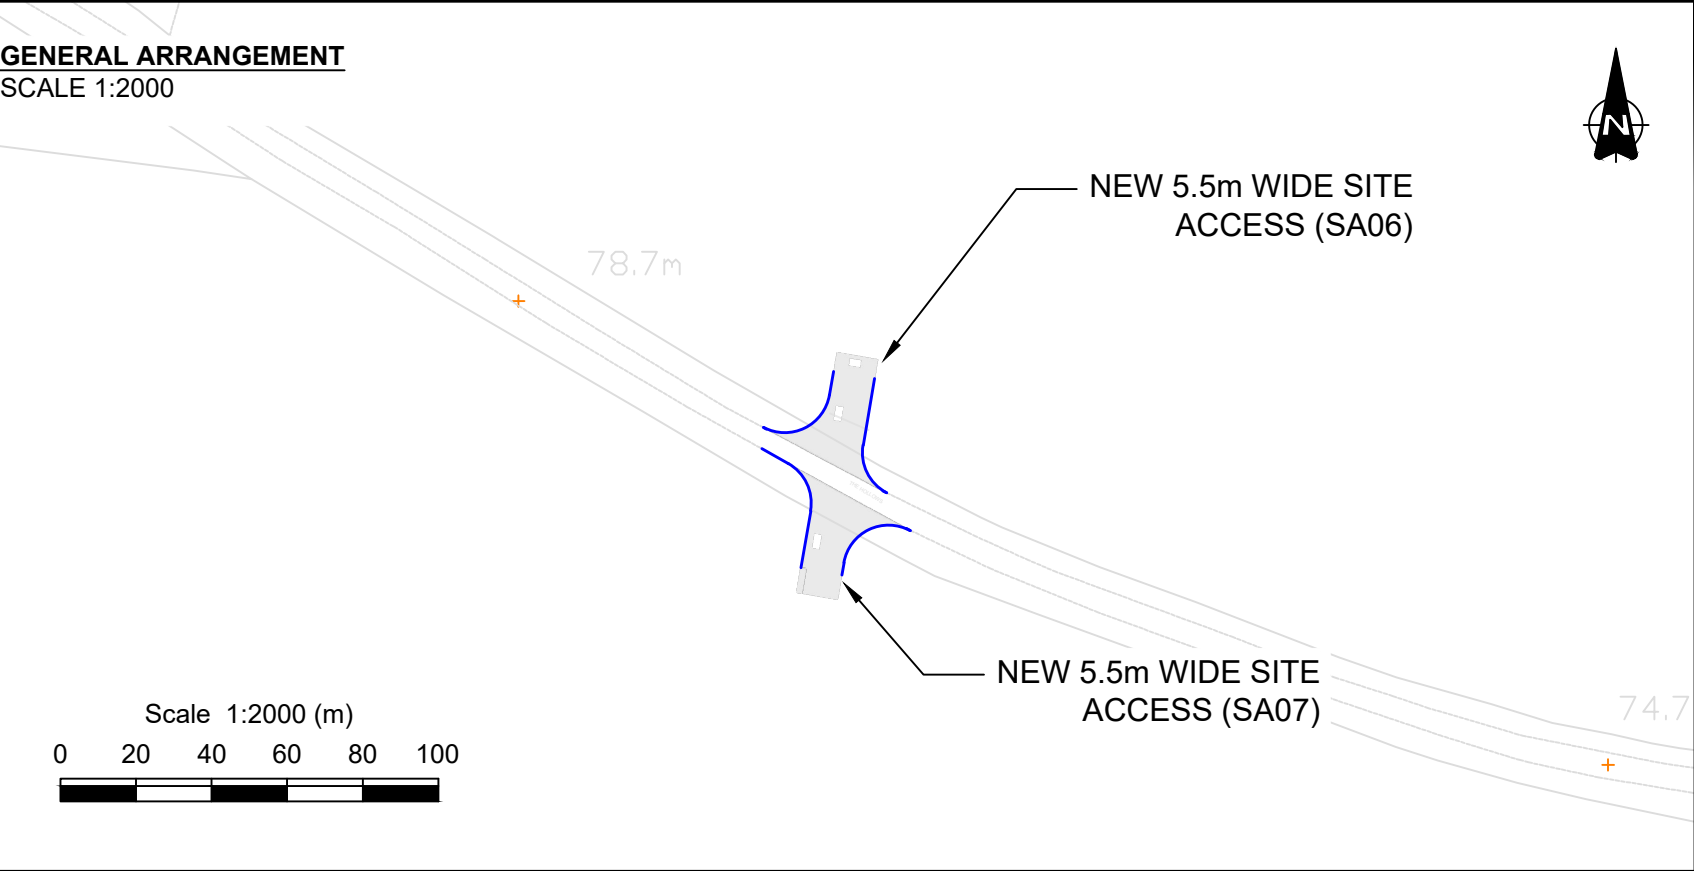 GENERAL ARRANGEMENT
SCALE 1:2000
N
NEW 5.5m WIDE SITE
ACCESS (SA06)
78.7m
NEW 5.5m WIDE SITE
ACCESS (SA07)
74.7
Scale 1:2000 (m)
0 20 40 60 80 100